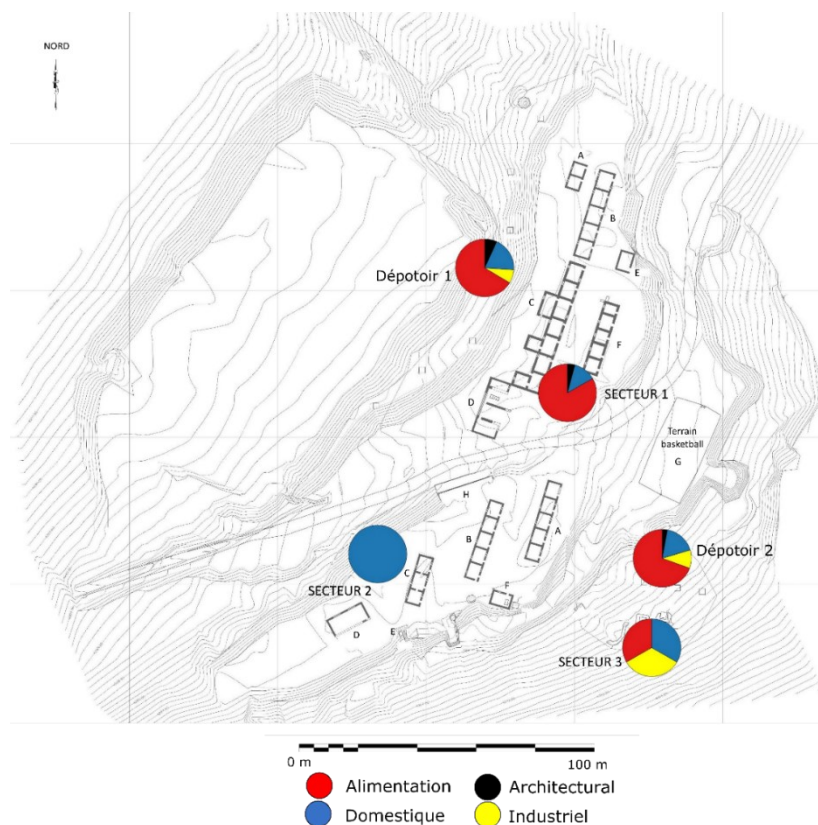 NORD
A
B
Dépotoir 1
E
C
F
SECTEUR 1
D
Terrain
basketball
G
H
A
B
Dépotoir 2
SECTEUR 2
C
F
D
E
SECTEUR 3
0 m
100 m
Alimentation
Architectural
Domestique
Industriel